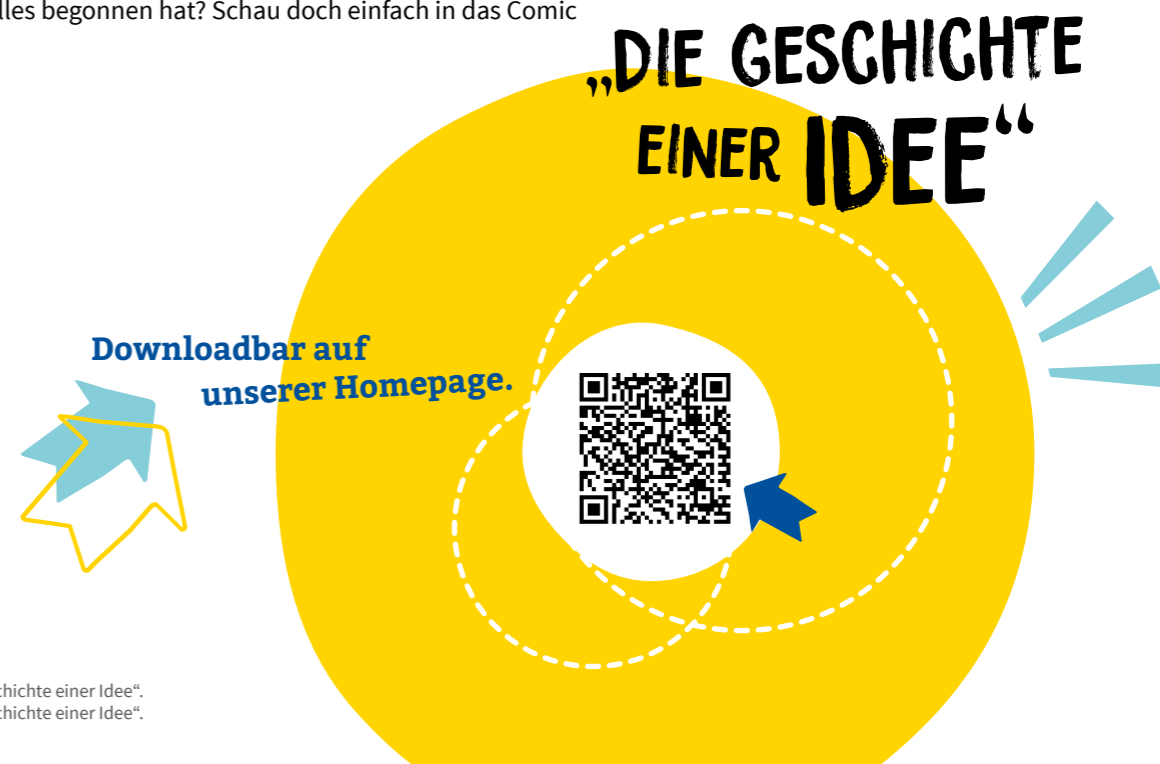 lles begonnen hat? Schau doch einfach in das Comic
„DIE GESCHICHTE
EINER IDEE“
Downloadbar auf
unserer Homepage.
chichte einer Idee“.
chichte einer Idee“.